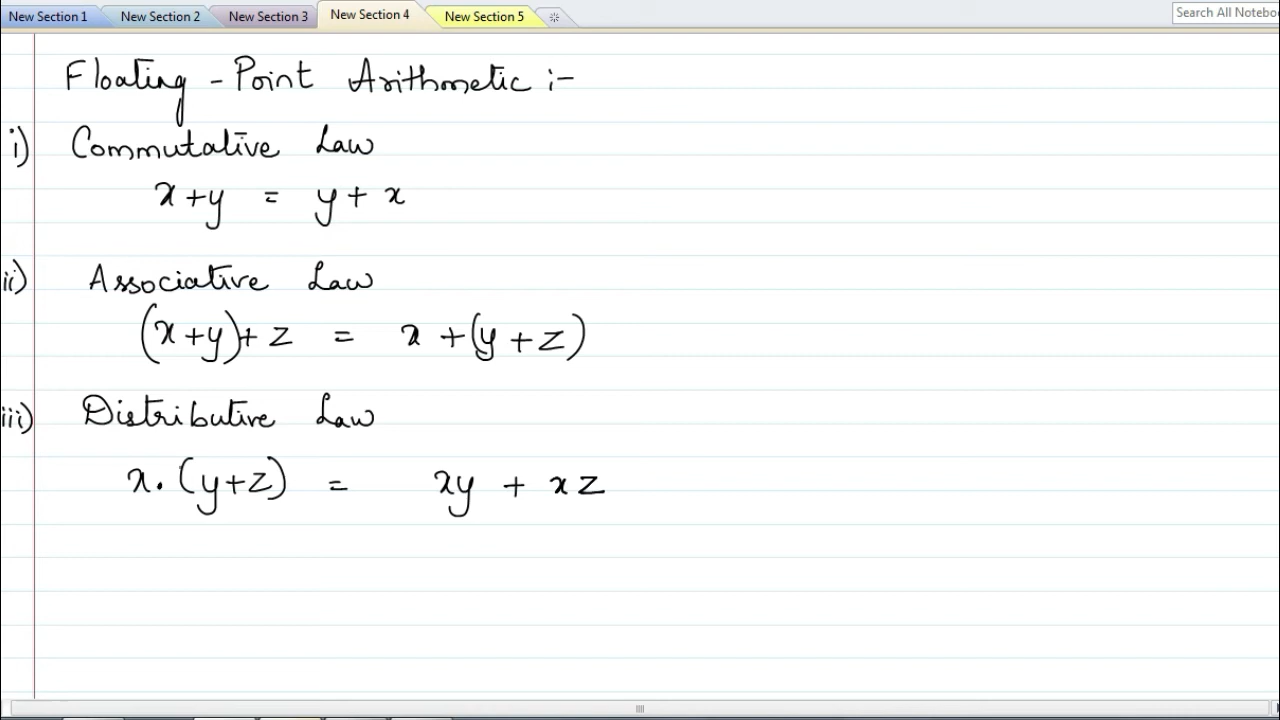 New Section 1 New Section 2 New Section 3 New Section 4 New Section 5 Search All Notebo
Floating - Point Arithmetic :-
i) Commutative Law
x+y = y+x
ii) Associative Law
(x+y)+z = x+(y+z)
iii) Distributive Law
x.(y+z) = xy + xz